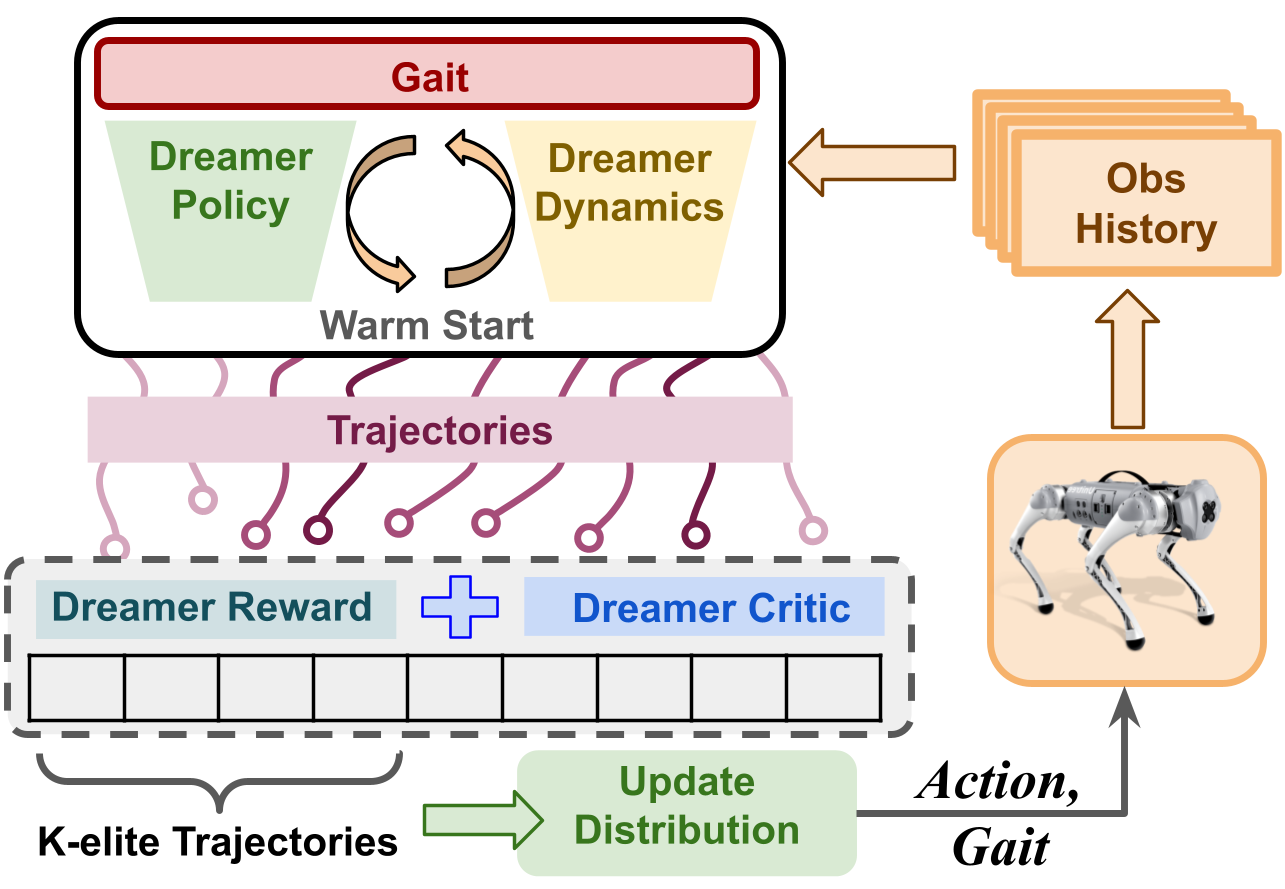 Gait
Dreamer
Policy
Dreamer
Dynamics
Warm Start
Obs
History
Trajectories
Dreamer Reward
Dreamer Critic
K-elite Trajectories
Update
Distribution
Action,
Gait